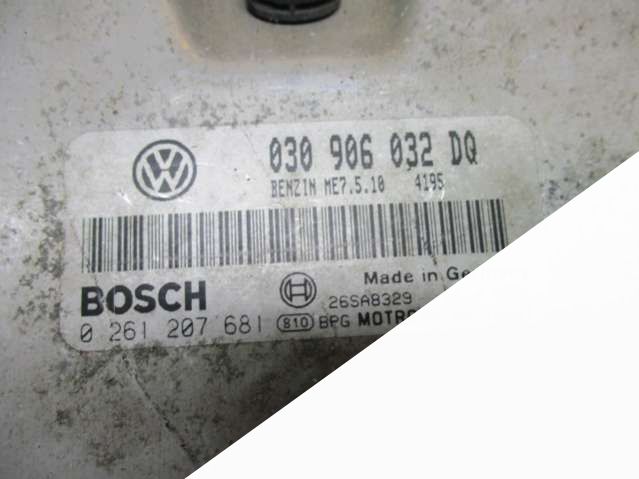 030 906 032 DQ
BENZIN ME7.5.10 4195
BOSCH
Made in Ge
26SA8329
0 261 207 681 810 BPG MOTRO